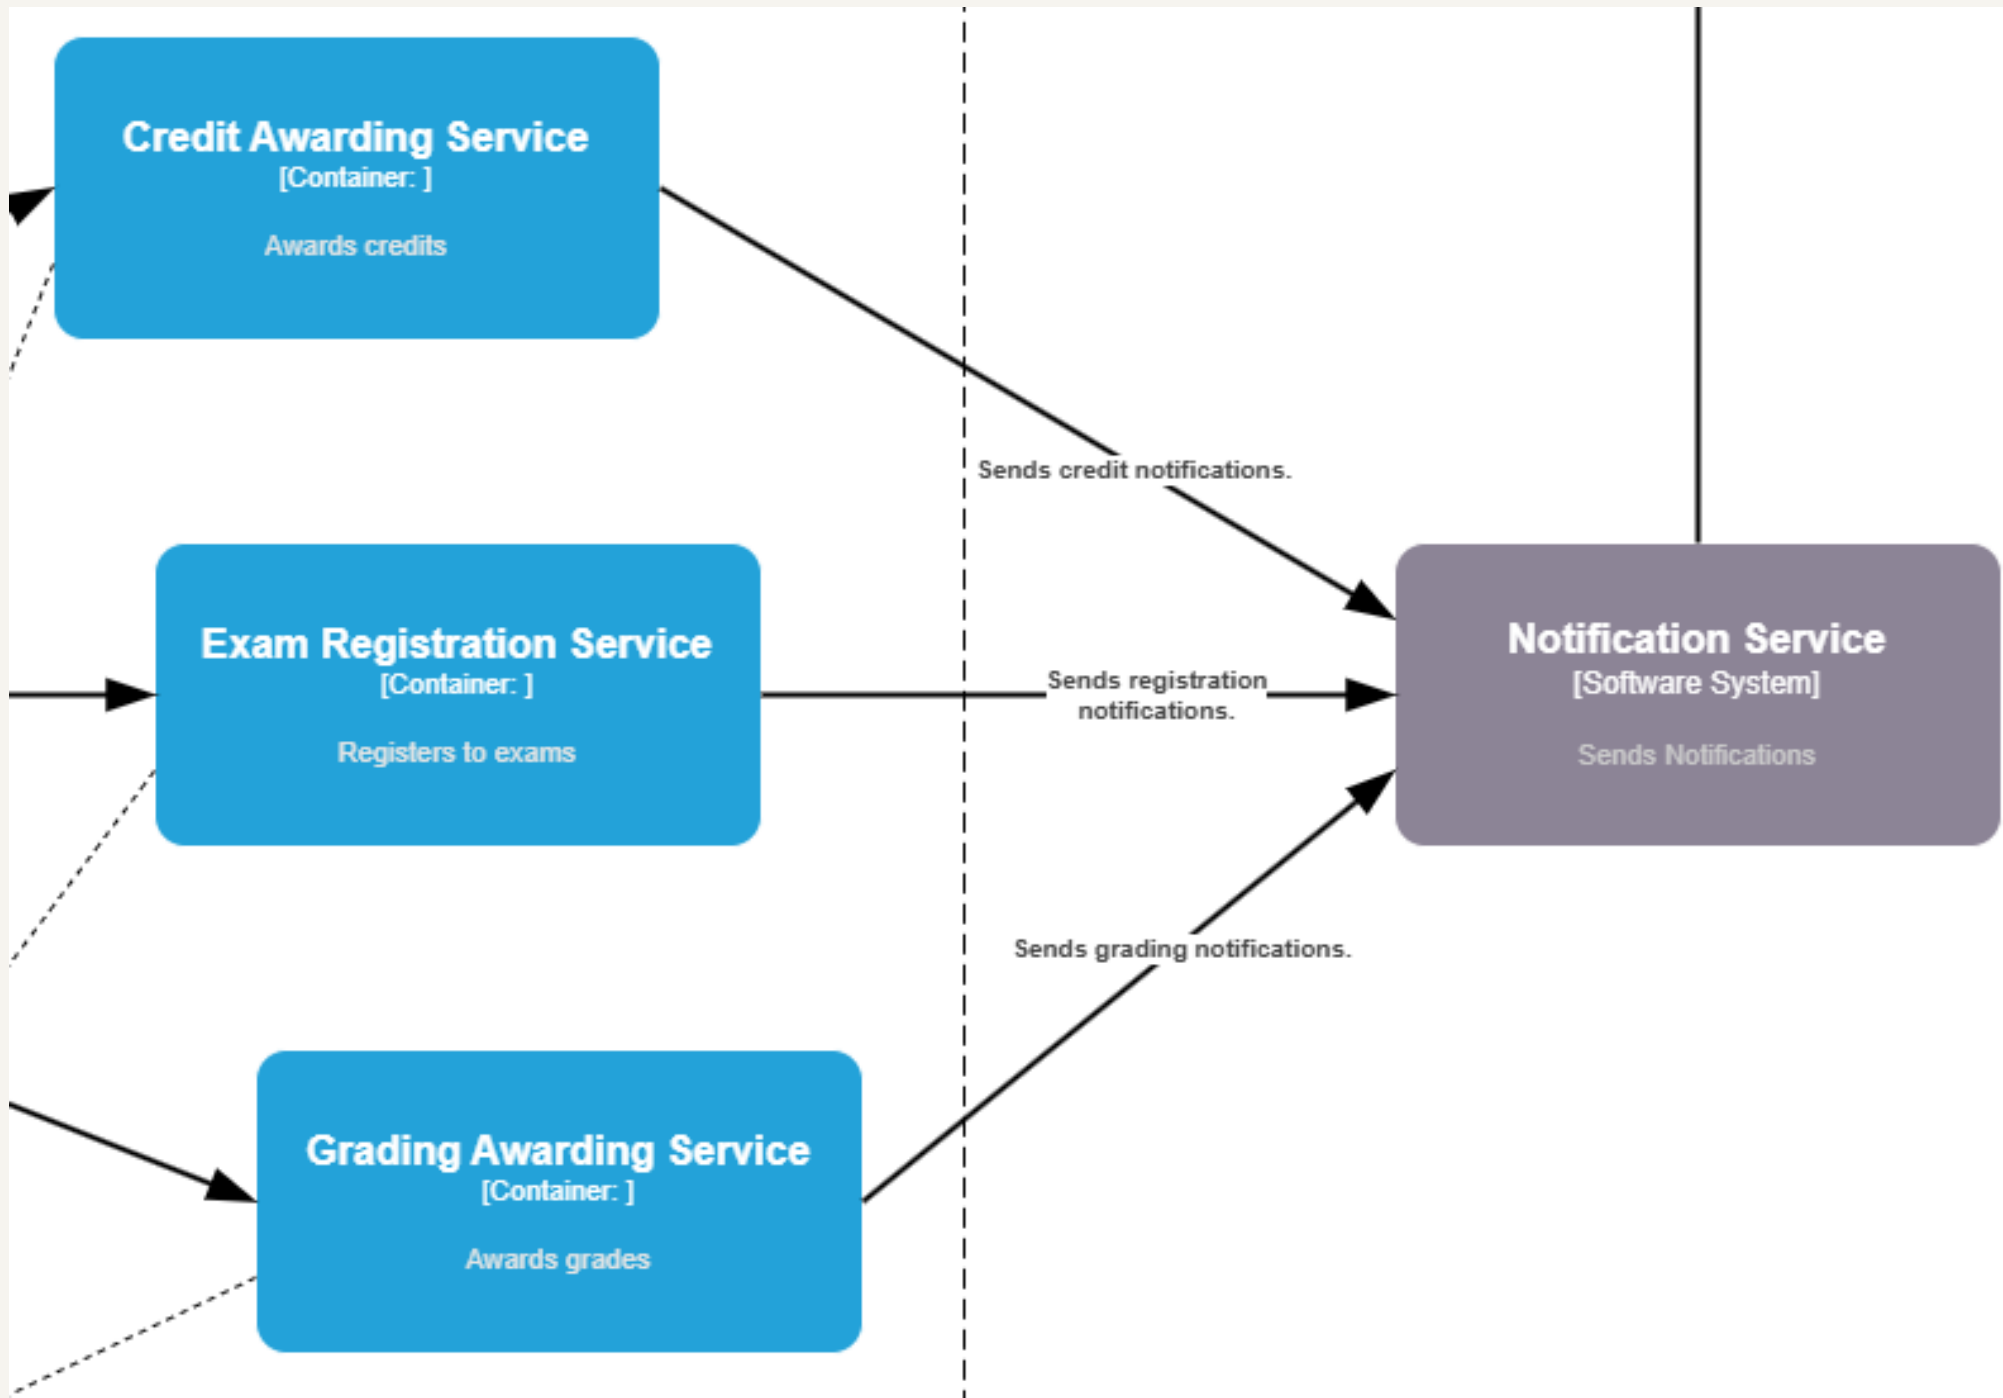 Credit Awarding Service
[Container: ]
Awards credits
Sends credit notifications.
Exam Registration Service
[Container: ]
Registers to exams
Sends registration
notifications.
Notification Service
[Software System]
Sends Notifications
Sends grading notifications.
Grading Awarding Service
[Container: ]
Awards grades